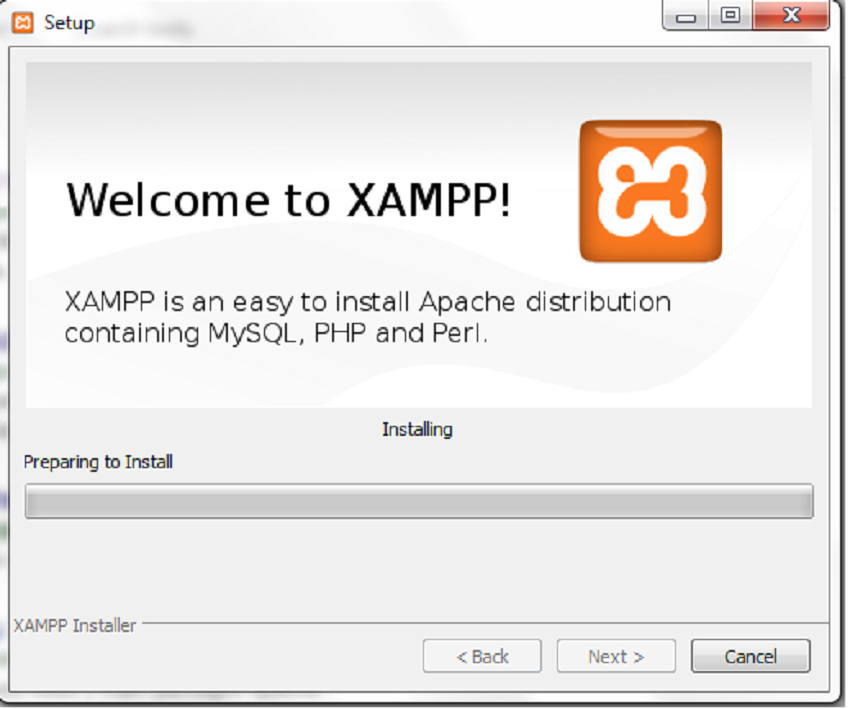 Setup
Welcome to XAMPP!
XAMPP is an easy to install Apache distribution
containing MySQL, PHP and Perl.
Installing
Preparing to Install
XAMPP Installer
< Back Next > Cancel